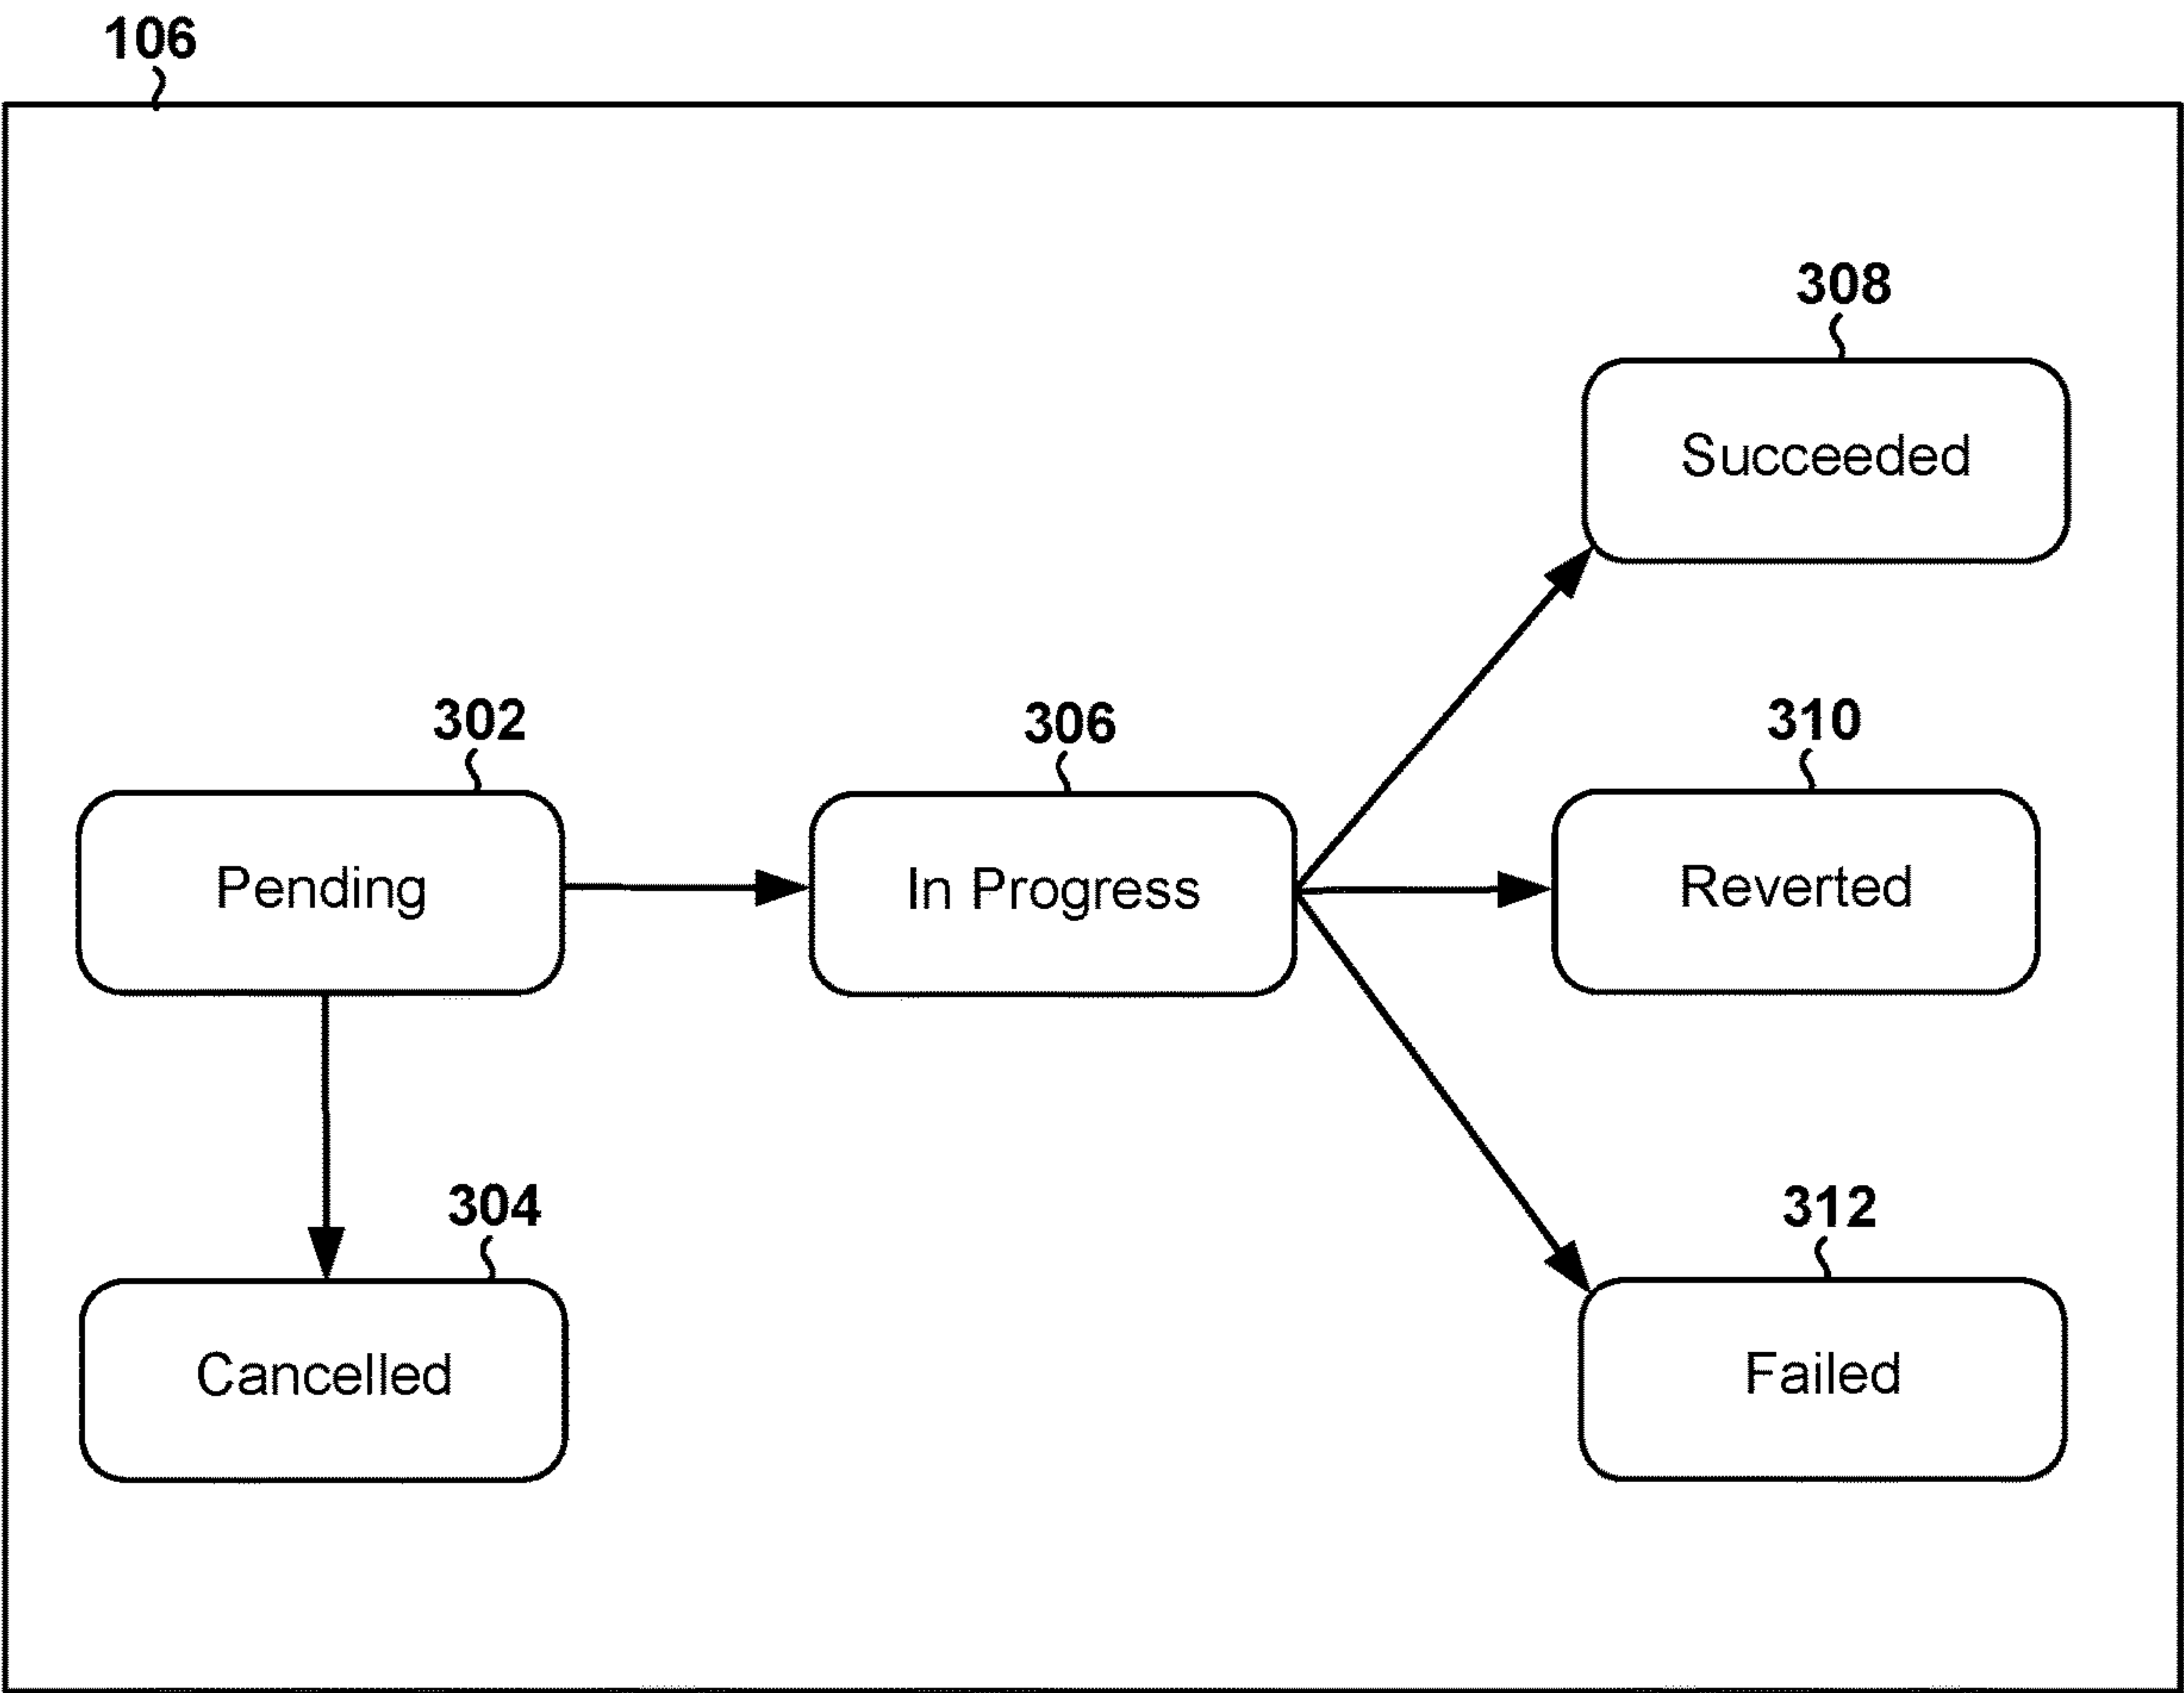 106
308
Succeeded
302
306
310
Pending
In Progress
Reverted
304
312
Cancelled
Failed